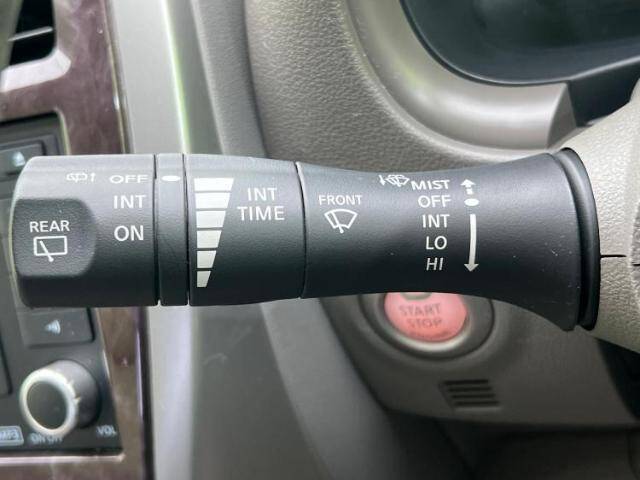 OFF
INT
ON
REAR
INT
TIME
FRONT
MIST
OFF
INT
LO
HI
START
STOP
VOL